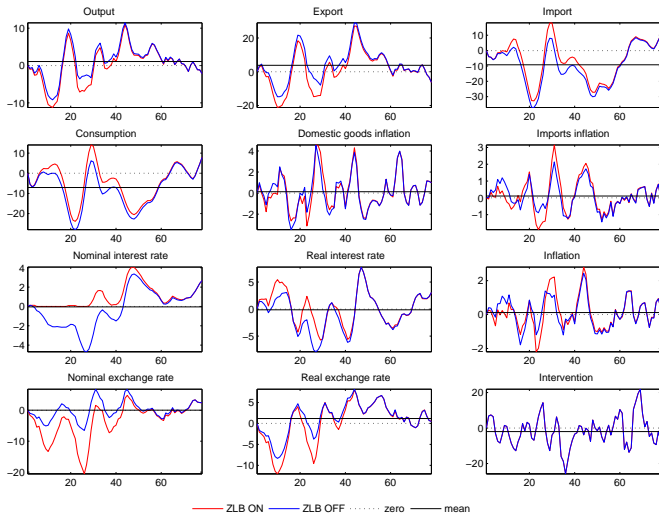 Output
Export
Import
10
0
−10
20 40 60
20
10
0
−10
−20
20 40 60
10
0
−10
−20
−30
20 40 60
Consumption
Domestic goods inflation
Imports inflation
10
0
−10
−20
20 40 60
4
2
0
−2
20 40 60
3
2
1
0
−1
20 40 60
Nominal interest rate
Real interest rate
Inflation
4
2
0
−2
−4
20 40 60
5
0
−5
20 40 60
2
0
−2
20 40 60
Nominal exchange rate
Real exchange rate
Intervention
0
−10
−20
20 40 60
5
0
−5
−10
20 40 60
20
0
−20
20 40 60
ZLB ON ZLB OFF zero mean